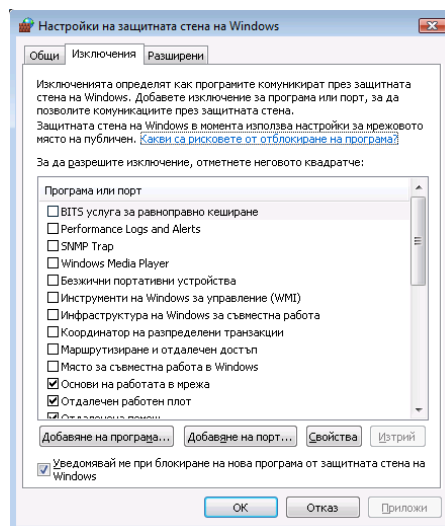 Настройки на защитната стена на Windows
Общи Изключения Разширени
Изключенията определят как програмите комуникират през защитната
стена на Windows. Добавете изключение за програма или порт, за да
позволите комуникациите през защитната стена.
Защитната стена на Windows в момента използва настройки за мрежовото
място на публичен. Какви са рисковете от отблокиране на програма?
За да разрешите изключение, отметнете неговото квадратче:
Програма или порт
BITS услуга за равноправно кеширане
Performance Logs and Alerts
SNMP Trap
Windows Media Player
Безжични портативни устройства
Инструменти на Windows за управление (WMI)
Инфраструктура на Windows за съвместна работа
Координатор на разпределени транзакции
Маршрутизиране и отдалечен достъп
Място за съвместна работа в Windows
Основи на работата в мрежа
Отдалечен работен плот
Отдалечена помощ
Добавяне на програма... Добавяне на порт... Свойства Изтрий
Уведомявай ме при блокиране на нова програма от защитната стена на
Windows
OK Отказ Приложи